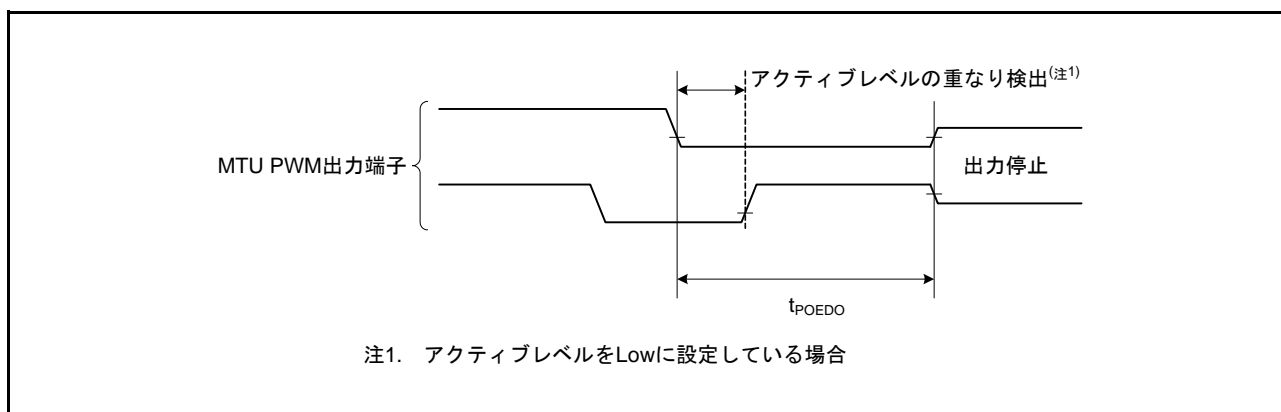 アクティブレベルの重なり検出(注1)
MTU PWM出力端子
出力停止
tPOEDO
注1. アクティブレベルをLowに設定している場合